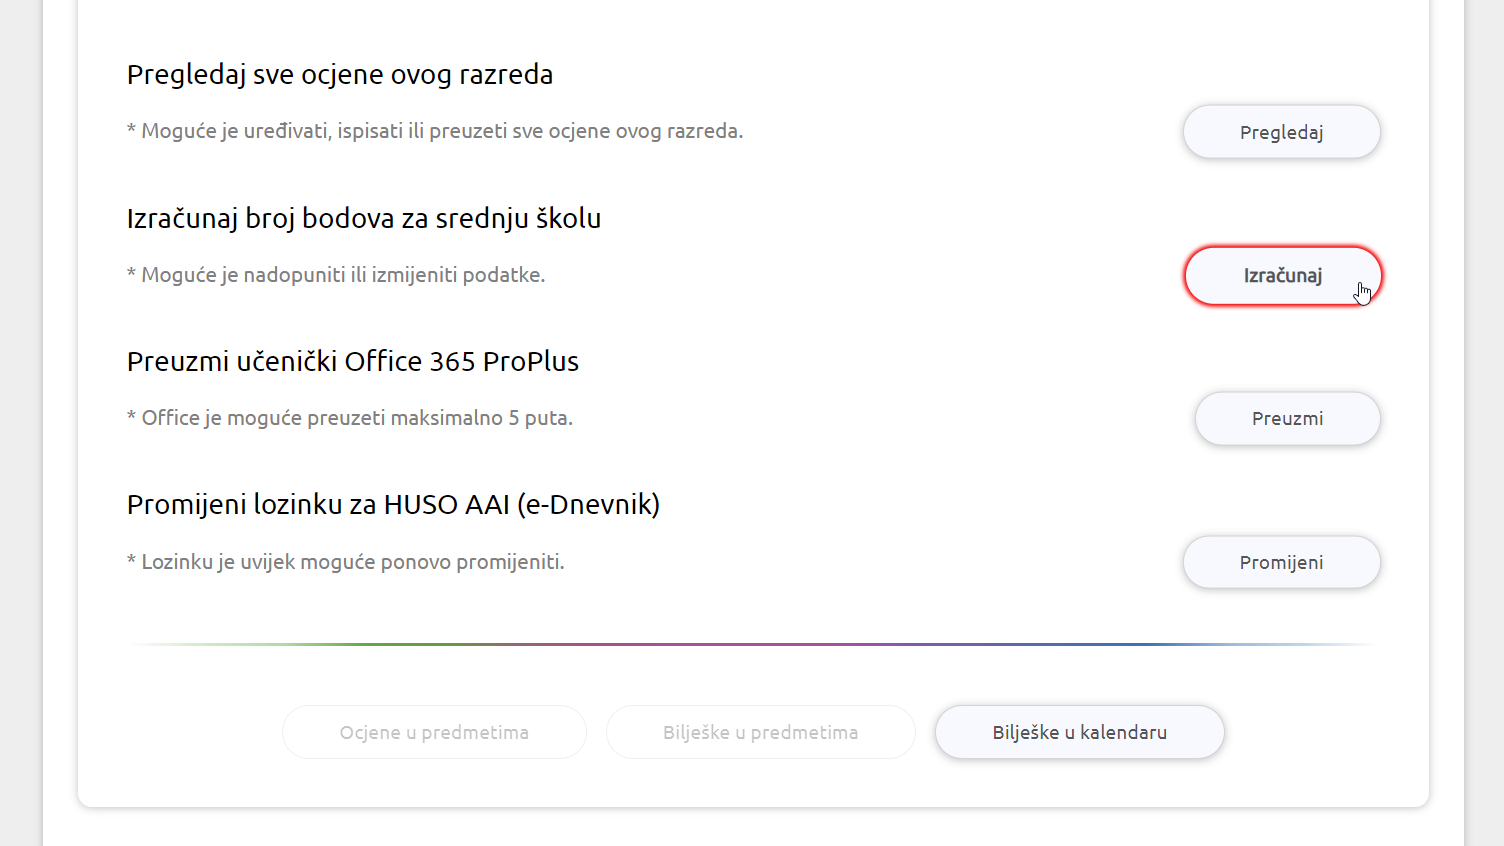 Pregledaj sve ocjene ovog razreda
* Moguće je uređivati, ispisati ili preuzeti sve ocjene ovog razreda.
Pregledaj
Izračunaj broj bodova za srednju školu
* Moguće je nadopuniti ili izmijeniti podatke.
Izračunaj
Preuzmi učenički Office 365 ProPlus
* Office je moguće preuzeti maksimalno 5 puta.
Preuzmi
Promijeni lozinku za HUSO AAI (e-Dnevnik)
* Lozinku je uvijek moguće ponovo promijeniti.
Promijeni
Ocjene u predmetima
Bilješke u predmetima
Bilješke u kalendaru